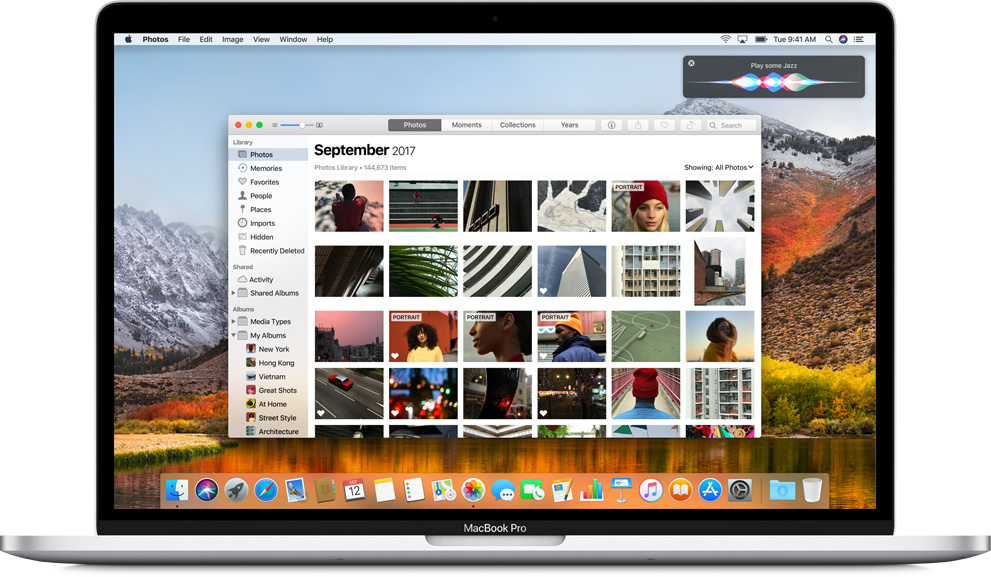 Photos File Edit Image View Window Help
Tue 9:41 AM
Play some Jazz
Photos Moments Collections Years
Search
Library
Photos
Memories
Favorites
People
Places
Imports
Hidden
Recently Deleted
Shared
Activity
Shared Albums
Albums
Media Types
My Albums
New York
Hong Kong
Vietnam
Great Shots
At Home
Street Style
Architecture
September 2017
Photos Library • 144,673 Items
Showing: All Photos
PORTRAIT
PORTRAIT
PORTRAIT
PORTRAIT
SEP
12
MacBook Pro